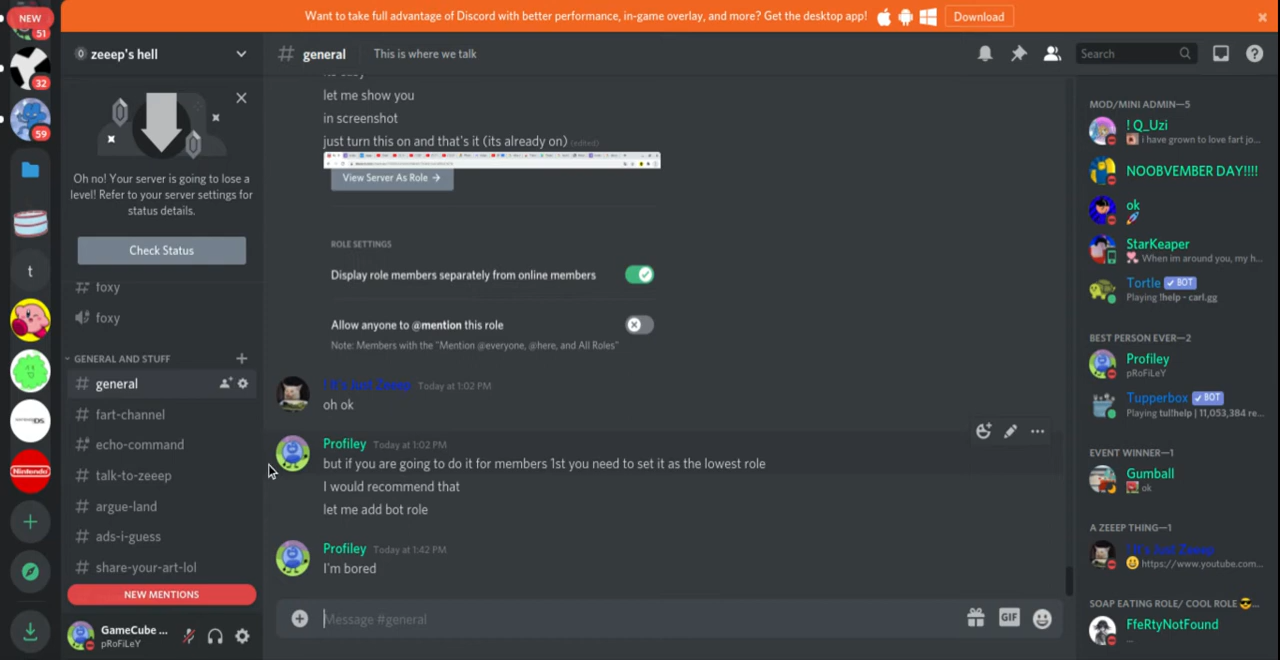 NEW
Want to take full advantage of Discord with better performance, in-game overlay, and more? Get the desktop app!
Download
51
32
59
t
Nintendo
zeeep's hell
Oh no! Your server is going to lose a
level! Refer to your server settings for
status details.
Check Status
foxy
foxy
GENERAL AND STUFF
general
fart-channel
echo-command
talk-to-zeeep
argue-land
ads-i-guess
share-your-art-lol
NEW MENTIONS
GameCube ...
pRoFiLeY
# general
This is where we talk
Search
let me show you
in screenshot
just turn this on and that's it (its already on) (edited)
View Server As Role →
ROLE SETTINGS
Display role members separately from online members
Allow anyone to @mention this role
Note: Members with the "Mention @everyone, @here, and All Roles"
Today at 1:02 PM
oh ok
Profiley Today at 1:02 PM
but if you are going to do it for members 1st you need to set it as the lowest role
I would recommend that
let me add bot role
Profiley Today at 1:42 PM
I'm bored
Message #general
GIF
MOD/MINI ADMIN—5
! Q_Uzi
i have grown to love fart jo...
NOOBVEMBER DAY!!!!
ok
StarKeaper
When im around you, my h...
Tortle ✓ BOT
Playing !help - carl.gg
BEST PERSON EVER—2
Profiley
pRoFiLeY
Tupperbox ✓ BOT
Playing tul!help | 11,053,384 re...
EVENT WINNER—1
Gumball
ok
A ZEEEP THING—1
https://www.youtube.com...
SOAP EATING ROLE/ COOL ROLE 😎...
FfeRtyNotFound
...